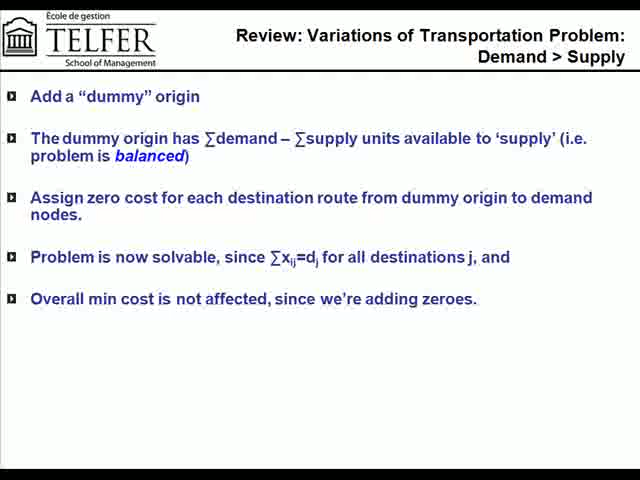 École de gestion
TELFER
School of Management
Review: Variations of Transportation Problem:
Demand > Supply
Add a “dummy” origin
The dummy origin has ∑demand – ∑supply units available to ‘supply’ (i.e.
problem is balanced)
Assign zero cost for each destination route from dummy origin to demand
nodes.
Problem is now solvable, since ∑xij=dj for all destinations j, and
Overall min cost is not affected, since we’re adding zeroes.